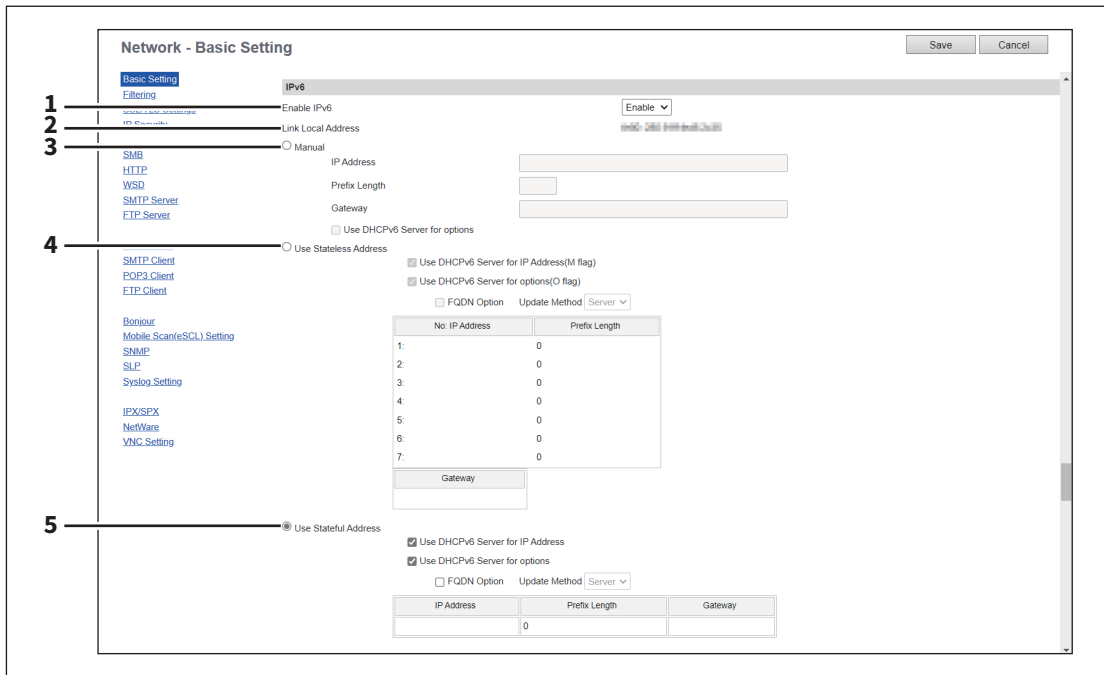 Network - Basic Setting
Save Cancel
Basic Setting
Filtering
IP Security
SMB
HTTP
WSD
SMTP Server
FTP Server
SMTP Client
POP3 Client
FTP Client
Bonjour
Mobile Scan(eSCL) Setting
SNMP
SLP
Syslog Setting
IPX/SPX
NetWare
VNC Setting
IPv6
1 Enable IPv6 Enable
2 Link Local Address
3 Manual
IP Address
Prefix Length
Gateway
Use DHCPv6 Server for options
4 Use Stateless Address
Use DHCPv6 Server for IP Address(M flag)
Use DHCPv6 Server for options(O flag)
FQDN Option Update Method Server
No: IP Address Prefix Length
1: 0
2: 0
3: 0
4: 0
5: 0
6: 0
7: 0
Gateway
5 Use Stateful Address
Use DHCPv6 Server for IP Address
Use DHCPv6 Server for options
FQDN Option Update Method Server
IP Address Prefix Length Gateway
0